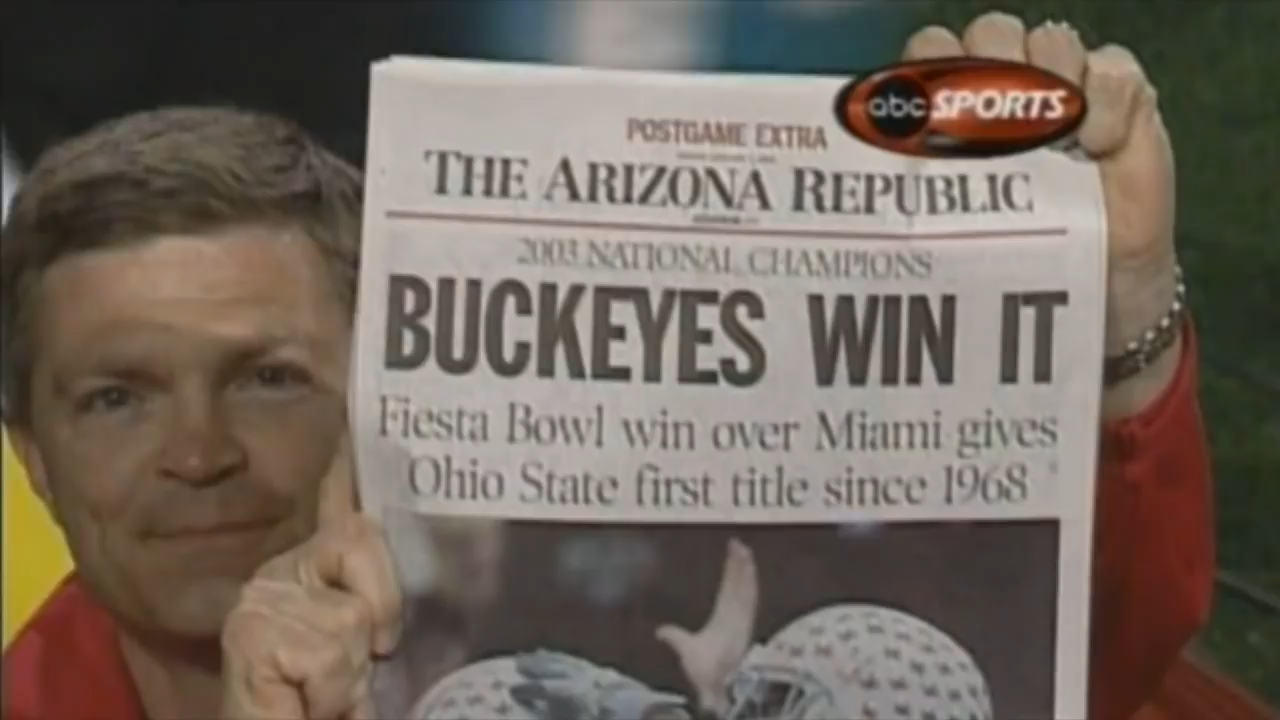 abc SPORTS
POSTGAME EXTRA
THE ARIZONA REPUBLIC
2003 NATIONAL CHAMPIONS
BUCKEYES WIN IT
Fiesta Bowl win over Miami gives
Ohio State first title since 1968